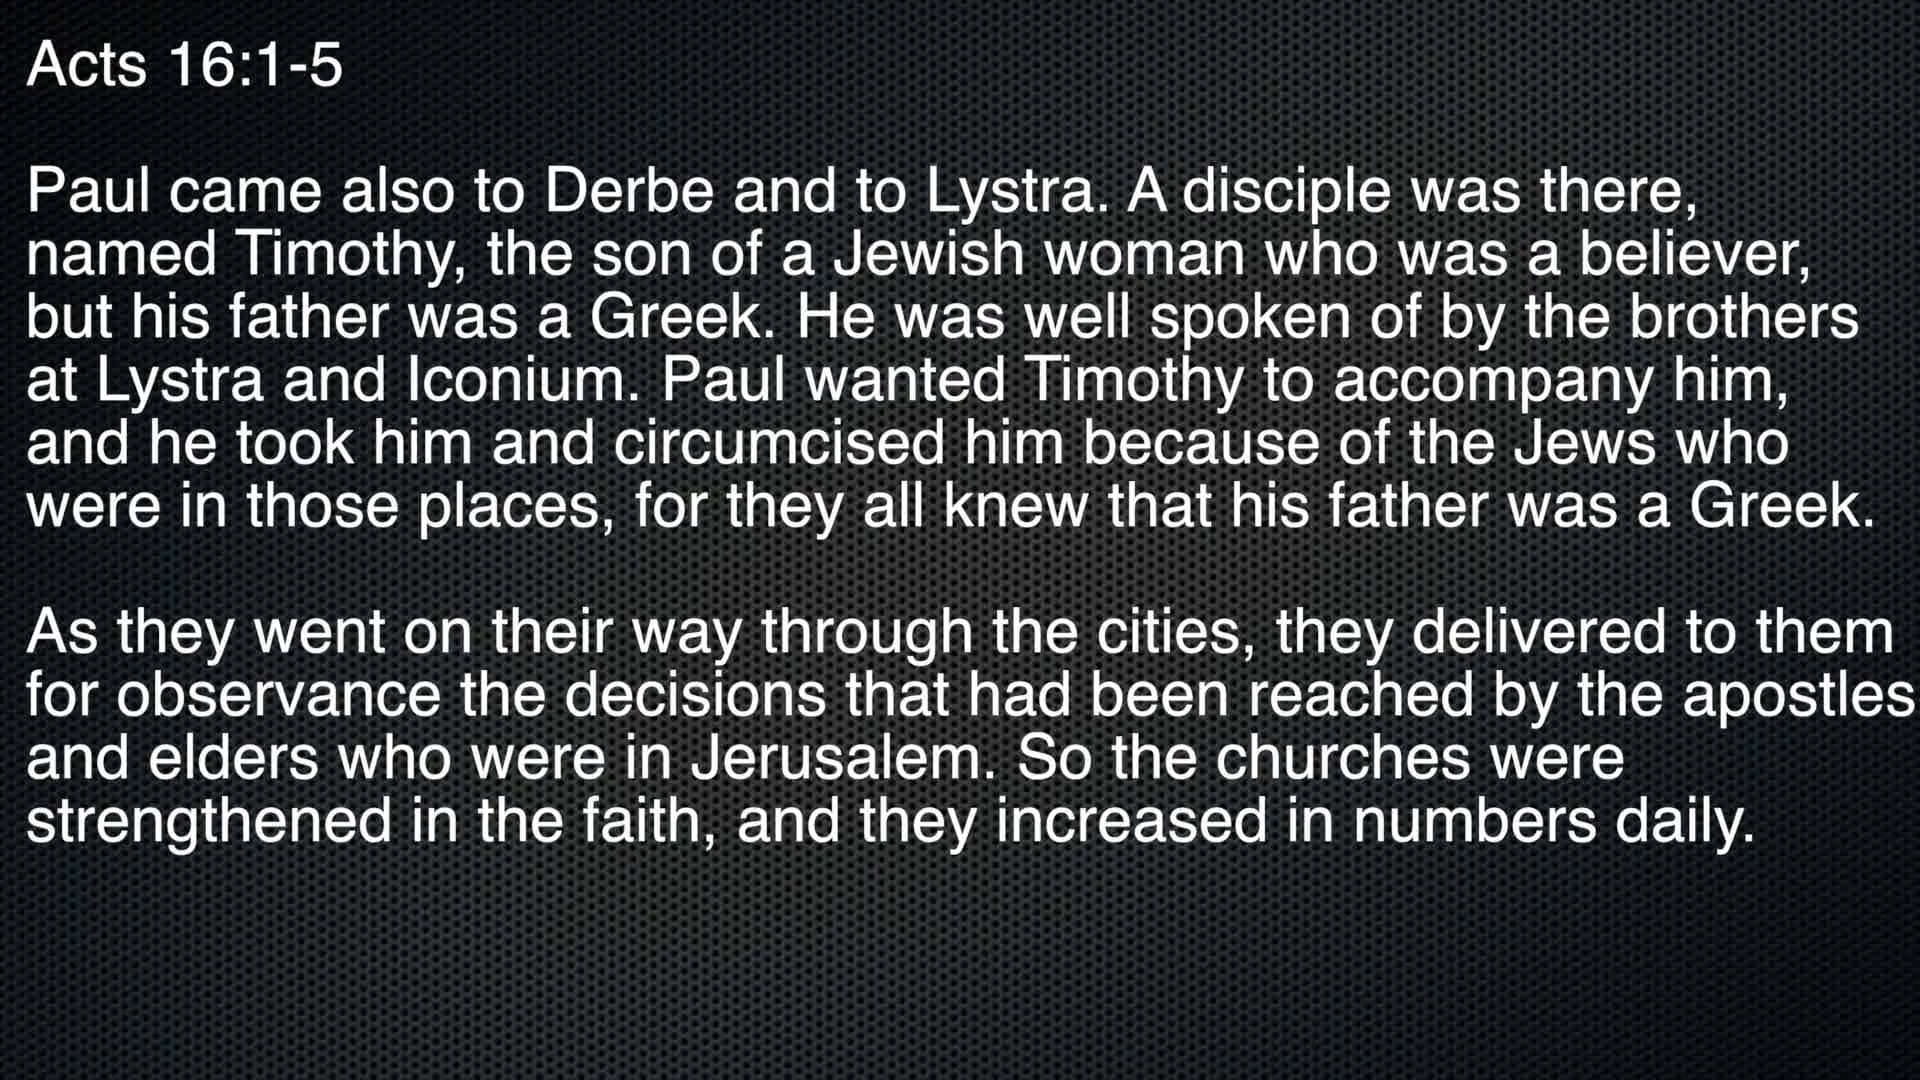 Acts 16:1-5
Paul came also to Derbe and to Lystra. A disciple was there,
named Timothy, the son of a Jewish woman who was a believer,
but his father was a Greek. He was well spoken of by the brothers
at Lystra and Iconium. Paul wanted Timothy to accompany him,
and he took him and circumcised him because of the Jews who
were in those places, for they all knew that his father was a Greek.
As they went on their way through the cities, they delivered to them
for observance the decisions that had been reached by the apostles
and elders who were in Jerusalem. So the churches were
strengthened in the faith, and they increased in numbers daily.